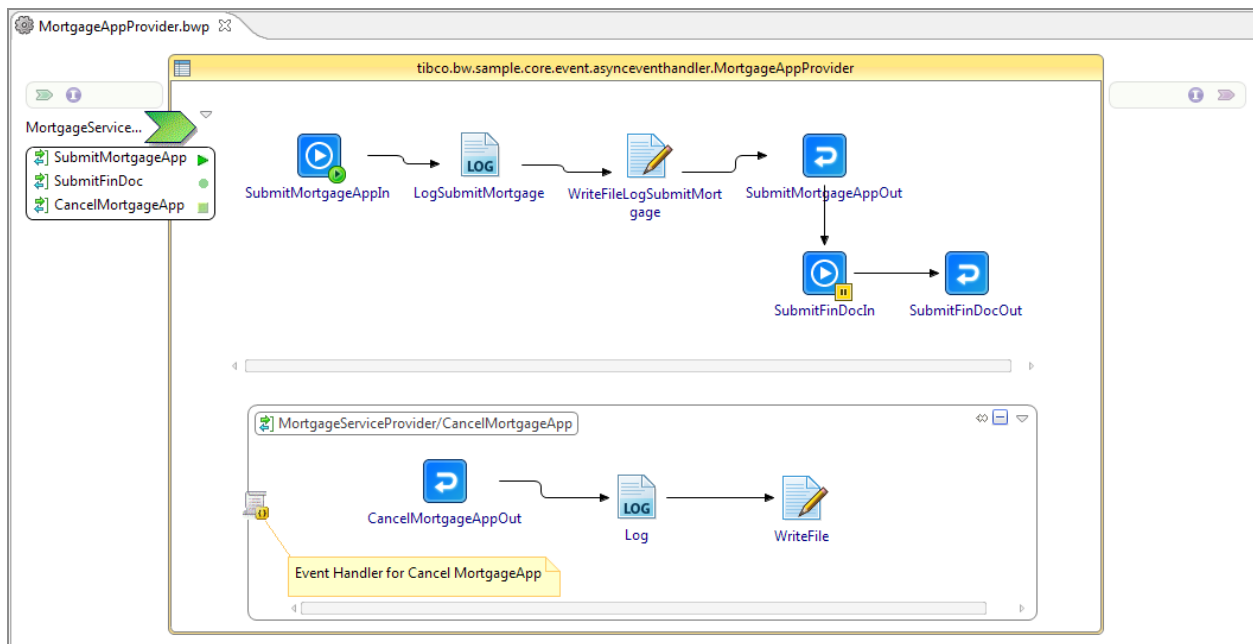 MortgageAppProvider.bwp
tibco.bw.sample.core.event.asynceventhandler.MortgageAppProvider
MortgageService...
SubmitMortgageApp
SubmitFinDoc
CancelMortgageApp
SubmitMortgageAppIn
LOG
LogSubmitMortgage
WriteFileLogSubmitMort
gage
SubmitMortgageAppOut
SubmitFinDocIn
SubmitFinDocOut
MortgageServiceProvider/CancelMortgageApp
CancelMortgageAppOut
LOG
Log
WriteFile
Event Handler for Cancel MortgageApp